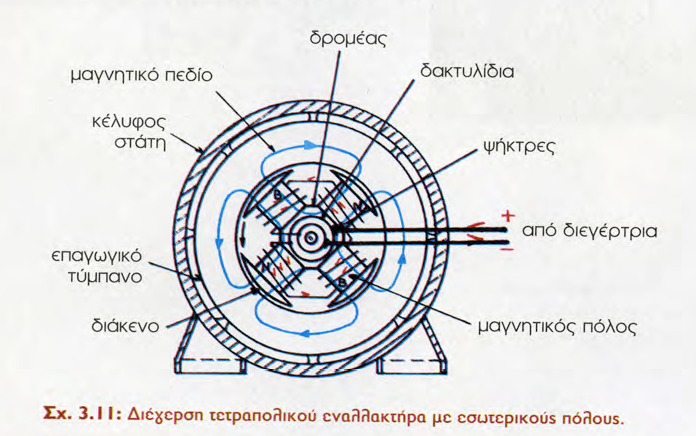 δρομέας
μαγνητικό πεδίο
δακτυλίδια
κέλυφος
στάτη
ψήκτρες
+
από διεγέρτρια
−
επαγωγικό
τύμπανο
διάκενο
μαγνητικός πόλος
Β
Ν
Β
Σχ. 3.11: Διέγερση τετραπολικού εναλλακτήρα με εσωτερικούς πόλους.